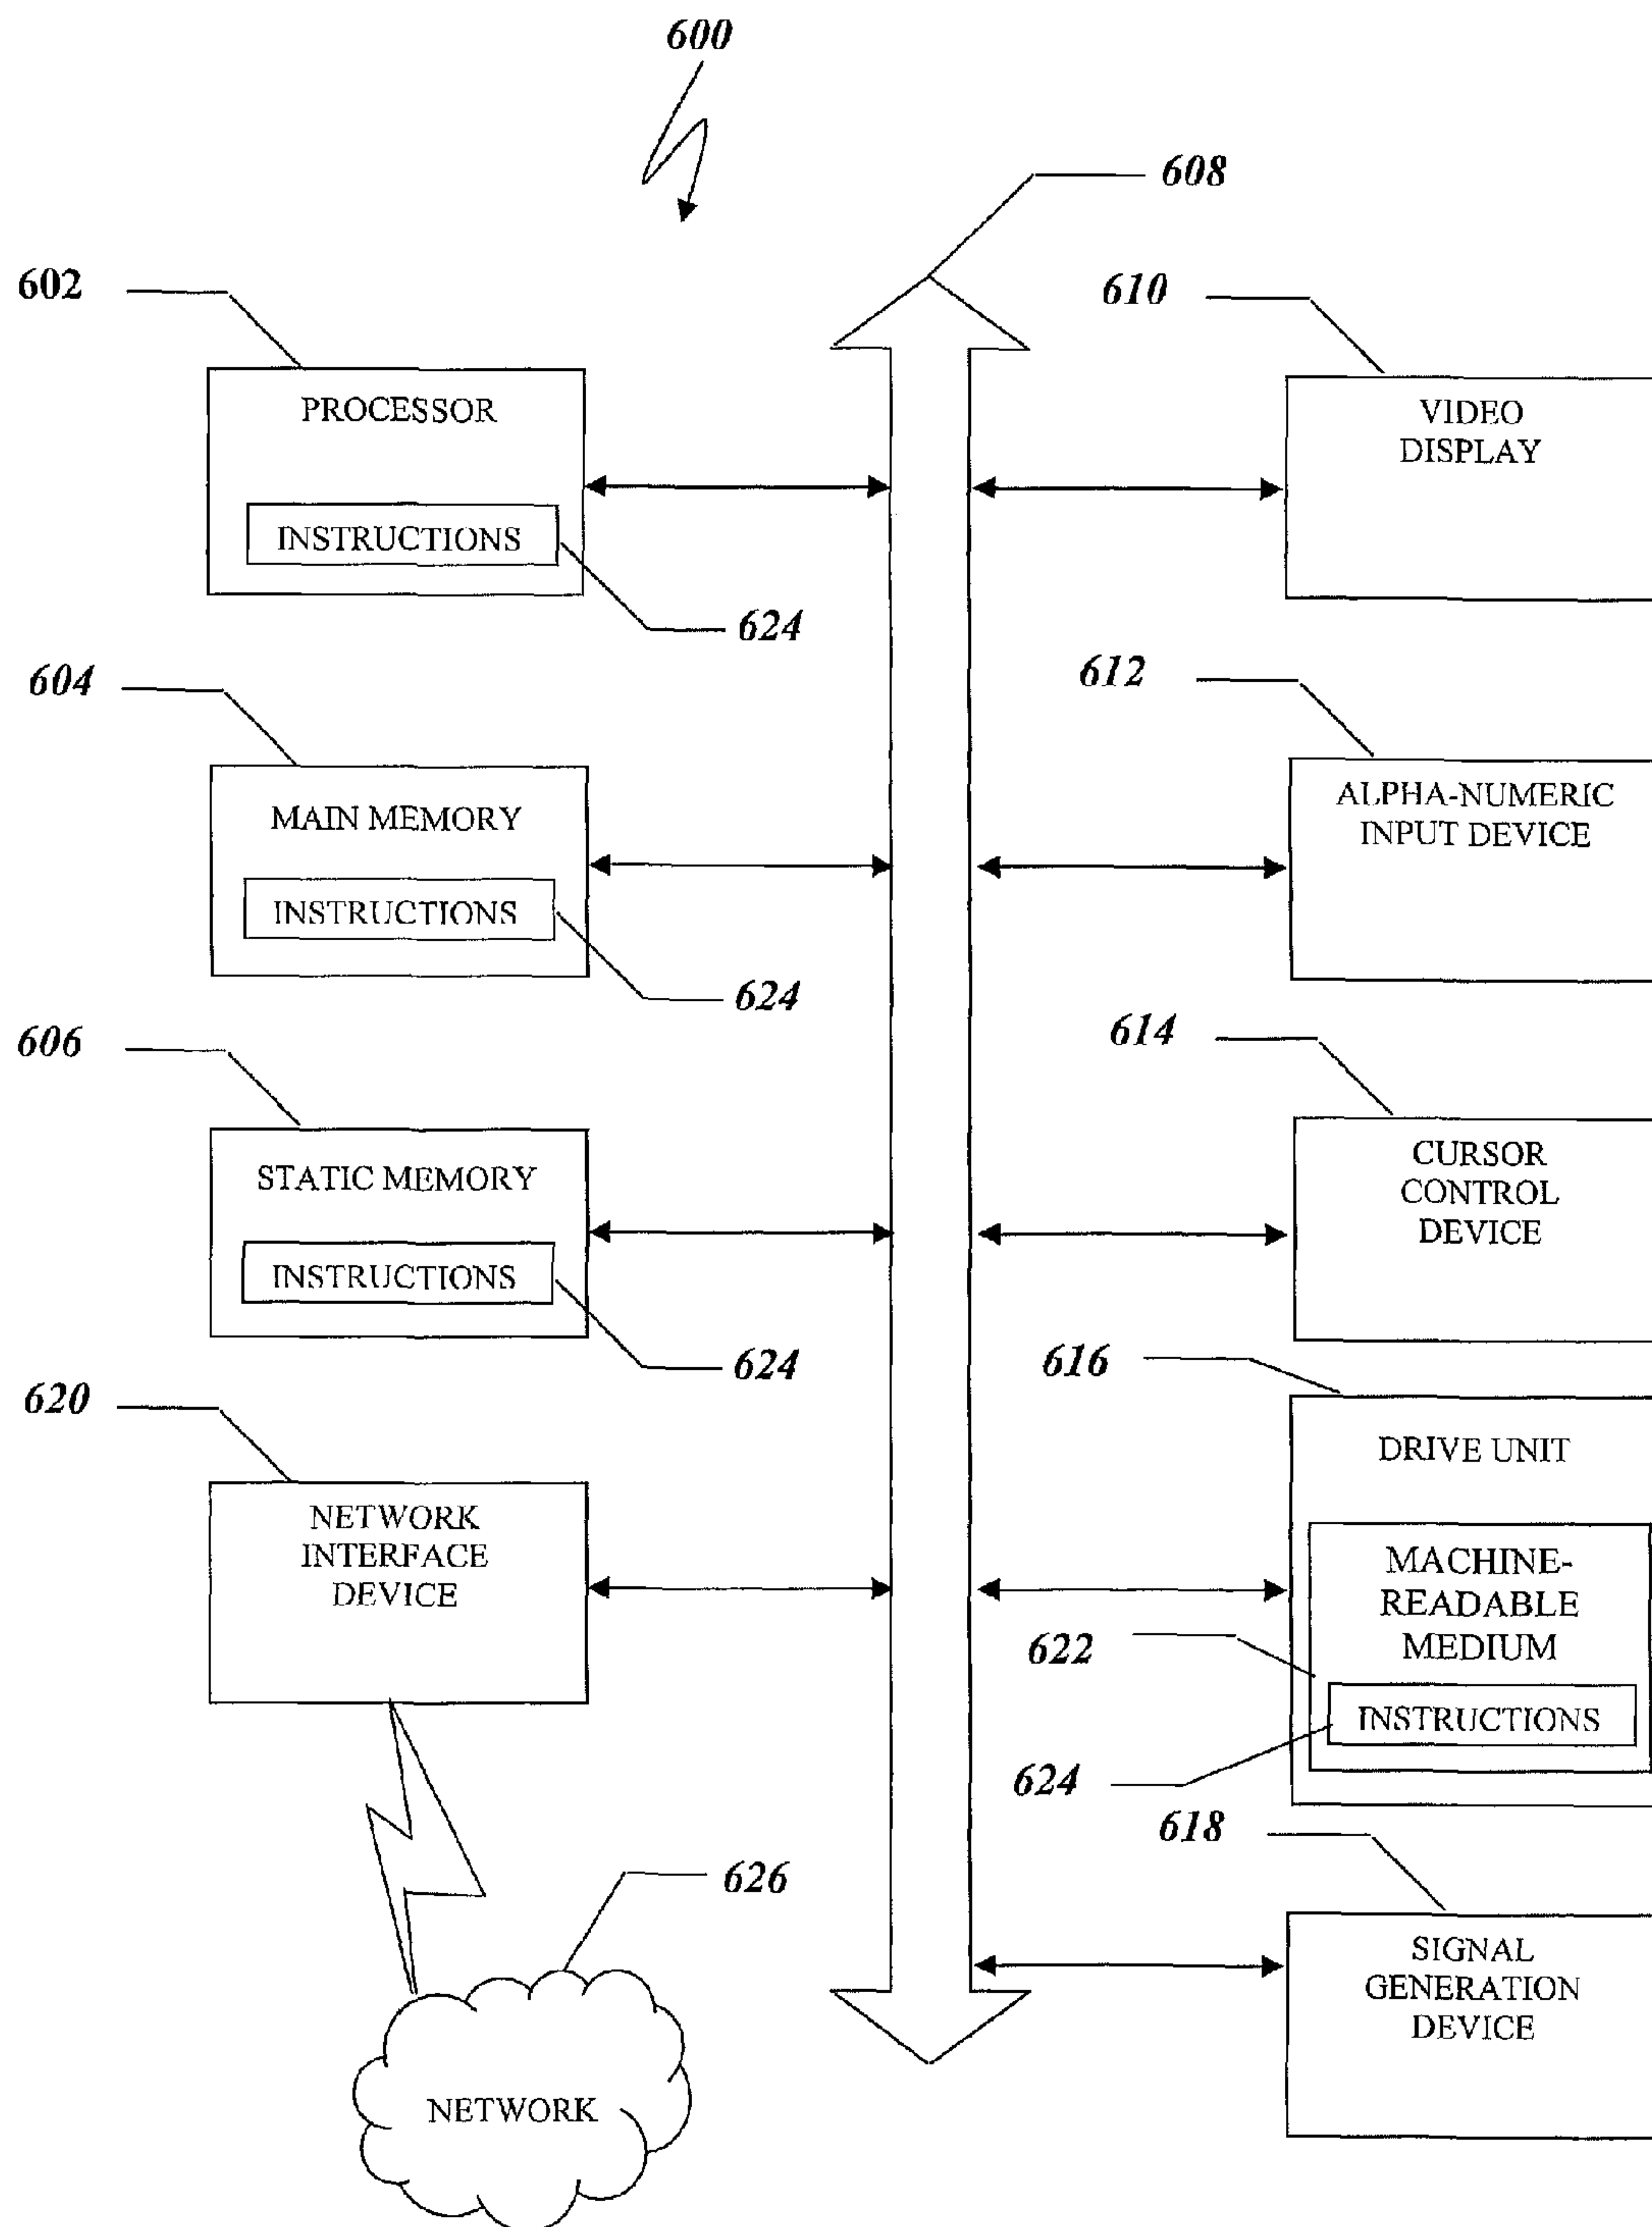 600
608
602
PROCESSOR
INSTRUCTIONS
624
610
VIDEO
DISPLAY
604
MAIN MEMORY
INSTRUCTIONS
624
612
ALPHA-NUMERIC
INPUT DEVICE
606
STATIC MEMORY
INSTRUCTIONS
624
614
CURSOR
CONTROL
DEVICE
620
NETWORK
INTERFACE
DEVICE
616
DRIVE UNIT
MACHINE-
READABLE
MEDIUM
622
INSTRUCTIONS
624
626
NETWORK
618
SIGNAL
GENERATION
DEVICE